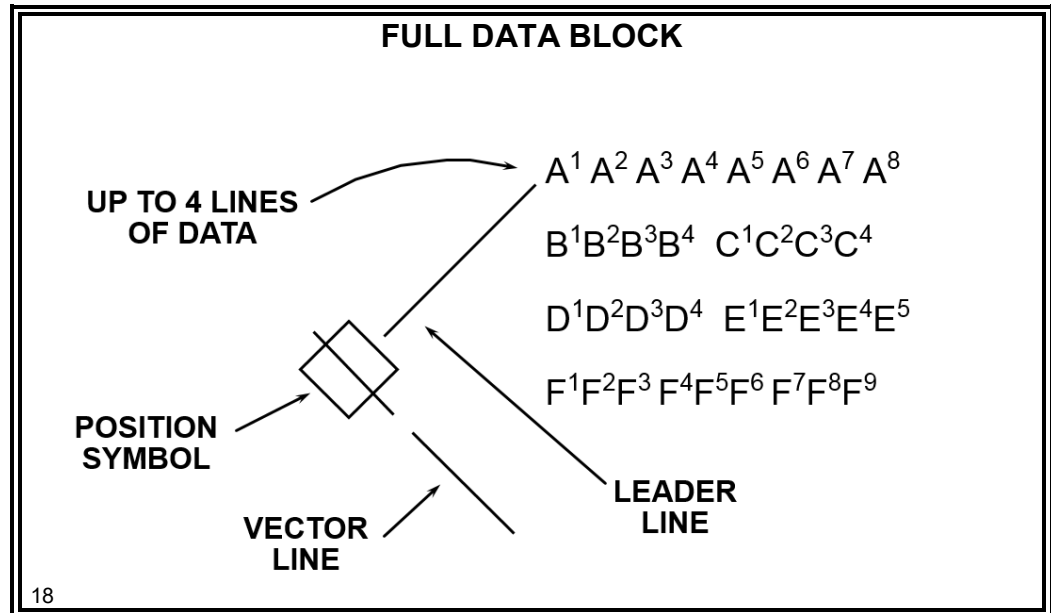 FULL DATA BLOCK
UP TO 4 LINES
OF DATA
A¹ A² A³ A⁴ A⁵ A⁶ A⁷ A⁸
B¹B²B³B⁴ C¹C²C³C⁴
D¹D²D³D⁴ E¹E²E³E⁴E⁵
F¹F²F³ F⁴F⁵F⁶ F⁷F⁸F⁹
POSITION
SYMBOL
LEADER
LINE
VECTOR
LINE
18